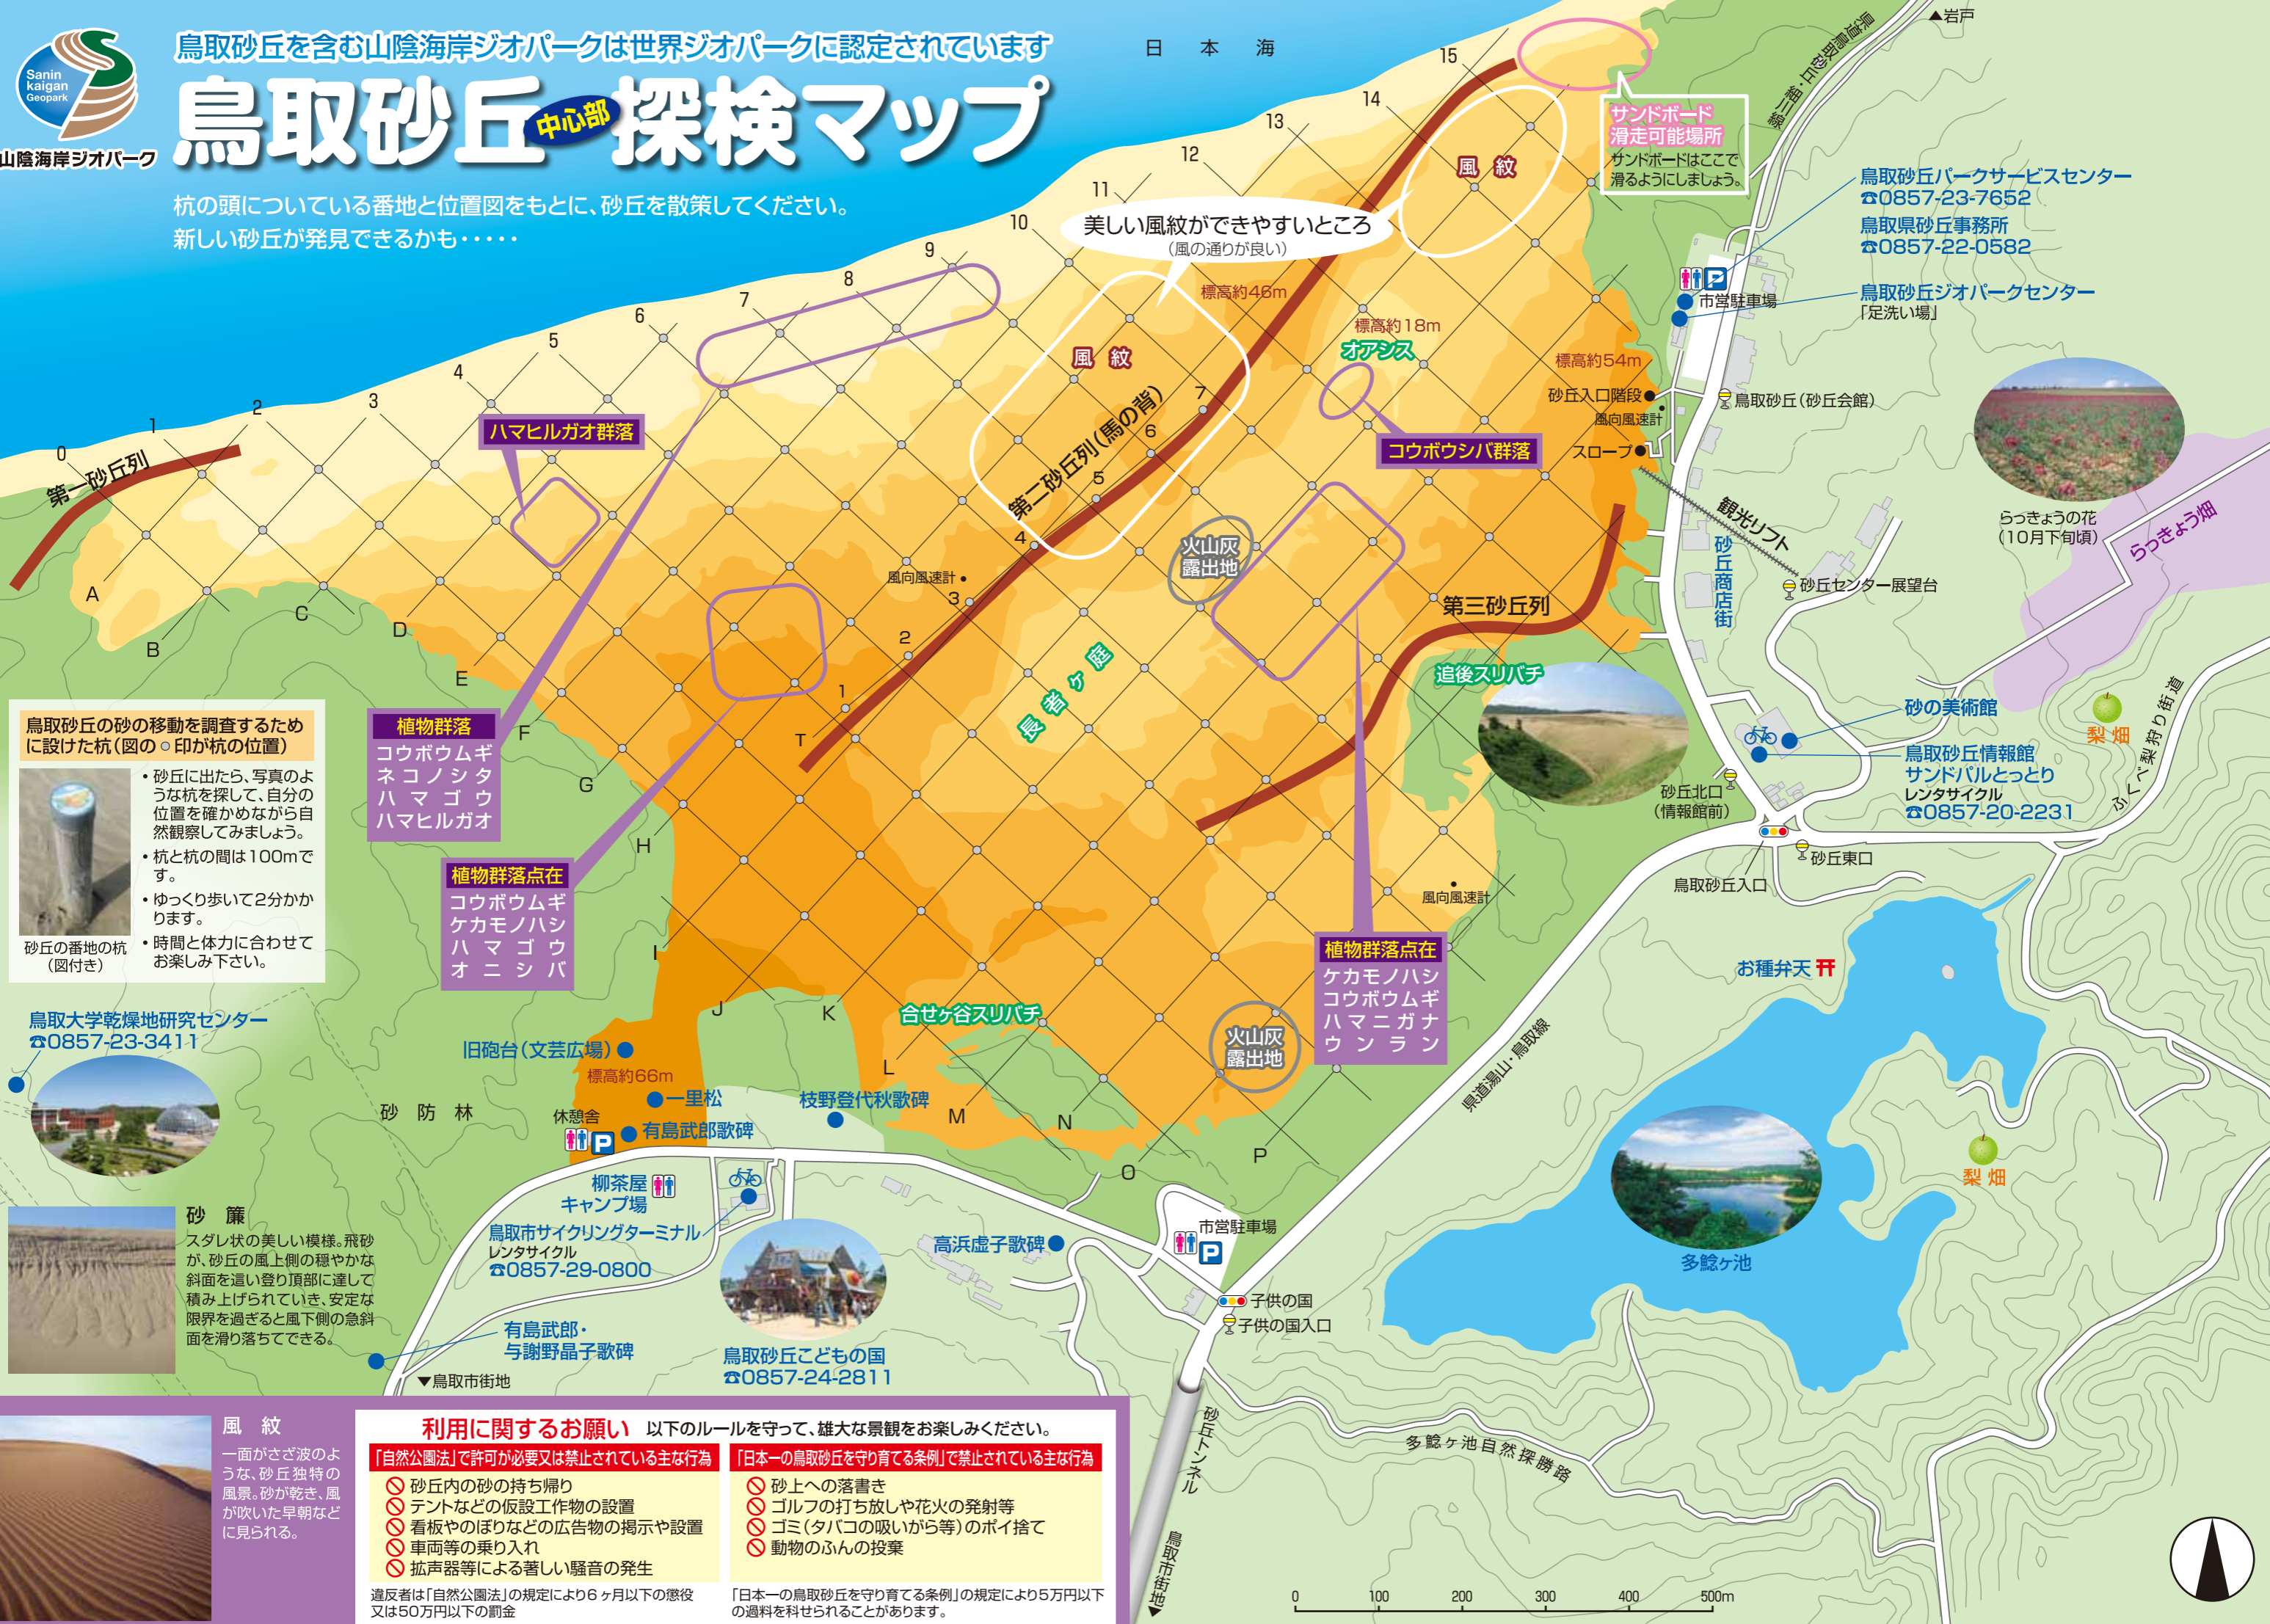 Sanin
kaigan
Geopark
山陰海岸ジオパーク
鳥取砂丘を含む山陰海岸ジオパークは世界ジオパークに認定されています
鳥取砂丘 中心部 探検マップ
杭の頭についている番地と位置図をもとに、砂丘を散策してください。
新しい砂丘が発見できるかも・・・・・
日 本 海
▲岩戸
県道鳥取砂丘・細川線
サンドボード
滑走可能場所
サンドボードはここで
滑るようにしましょう。
鳥取砂丘パークサービスセンター
☎0857-23-7652
鳥取県砂丘事務所
☎0857-22-0582
鳥取砂丘ジオパークセンター
「足洗い場」
P
市営駐車場
0
1
2
3
4
5
6
7
8
9
10
11
12
13
14
15
風 紋
美しい風紋ができやすいところ
(風の通りが良い)
標高約46m
標高約18m
オアシス
風 紋
標高約54m
砂丘入口階段
風向風速計
スロープ
鳥取砂丘(砂丘会館)
観光リフト
砂丘商店街
砂丘センター展望台
らっきょうの花
(10月下旬頃)
らっきょう畑
第一砂丘列
ハマヒルガオ群落
コウボウシバ群落
第二砂丘列(馬の背)
7
6
5
4
3
2
1
T
風向風速計
火山灰
露出地
第三砂丘列
追後スリバチ
長者ヶ庭
A
B
C
D
E
F
G
H
I
J
K
L
M
N
O
P
鳥取砂丘の砂の移動を調査するため
に設けた杭(図の○印が杭の位置)
・砂丘に出たら、写真のよ
うな杭を探して、自分の
位置を確かめながら自
然観察してみましょう。
・杭と杭の間は100mで
す。
・ゆっくり歩いて2分かか
ります。
・時間と体力に合わせて
お楽しみ下さい。
砂丘の番地の杭
(図付き)
植物群落
コウボウムギ
ネコノシタ
ハマゴウ
ハマヒルガオ
植物群落点在
コウボウムギ
ケカモノハシ
ハマゴウ
オニシバ
植物群落点在
ケカモノハシ
コウボウムギ
ハマニガナ
ウンラン
風向風速計
砂の美術館
鳥取砂丘情報館
サンドパルとっとり
レンタサイクル
☎0857-20-2231
梨畑
ふくべ梨狩り街道
砂丘北口
(情報館前)
砂丘東口
鳥取砂丘入口
お種弁天
鳥取大学乾燥地研究センター
☎0857-23-3411
旧砲台(文芸広場)
標高約66m
一里松
休憩舎
P
有島武郎歌碑
枝野登代秋歌碑
合せヶ谷スリバチ
火山灰
露出地
砂 防 林
県道湯山・鳥取線
多鯰ヶ池
梨畑
柳茶屋
キャンプ場
鳥取市サイクリングターミナル
レンタサイクル
☎0857-29-0800
高浜虚子歌碑
市営駐車場
P
子供の国
子供の国入口
有島武郎・
与謝野晶子歌碑
▼鳥取市街地
鳥取砂丘こどもの国
☎0857-24-2811
砂 簾
スダレ状の美しい模様。飛砂
が、砂丘の風上側の穏やかな
斜面を這い登り頂部に達して
積み上げられていき、安定な
限界を過ぎると風下側の急斜
面を滑り落ちてできる。
風 紋
一面がさざ波のよ
うな、砂丘独特の
風景。砂が乾き、風
が吹いた早朝など
に見られる。
利用に関するお願い 以下のルールを守って、雄大な景観をお楽しみください。
「自然公園法」で許可が必要又は禁止されている主な行為
砂丘内の砂の持ち帰り
テントなどの仮設工作物の設置
看板やのぼりなどの広告物の掲示や設置
車両等の乗り入れ
拡声器等による著しい騒音の発生
違反者は「自然公園法」の規定により6ヶ月以下の懲役
又は50万円以下の罰金
「日本一の鳥取砂丘を守り育てる条例」で禁止されている主な行為
砂上への落書き
ゴルフの打ち放しや花火の発射等
ゴミ(タバコの吸いがら等)のポイ捨て
動物のふんの投棄
「日本一の鳥取砂丘を守り育てる条例」の規定により5万円以下
の過料を科せられることがあります。
砂丘トンネル
鳥取市街地▼
多鯰ヶ池自然探勝路
0 100 200 300 400 500m